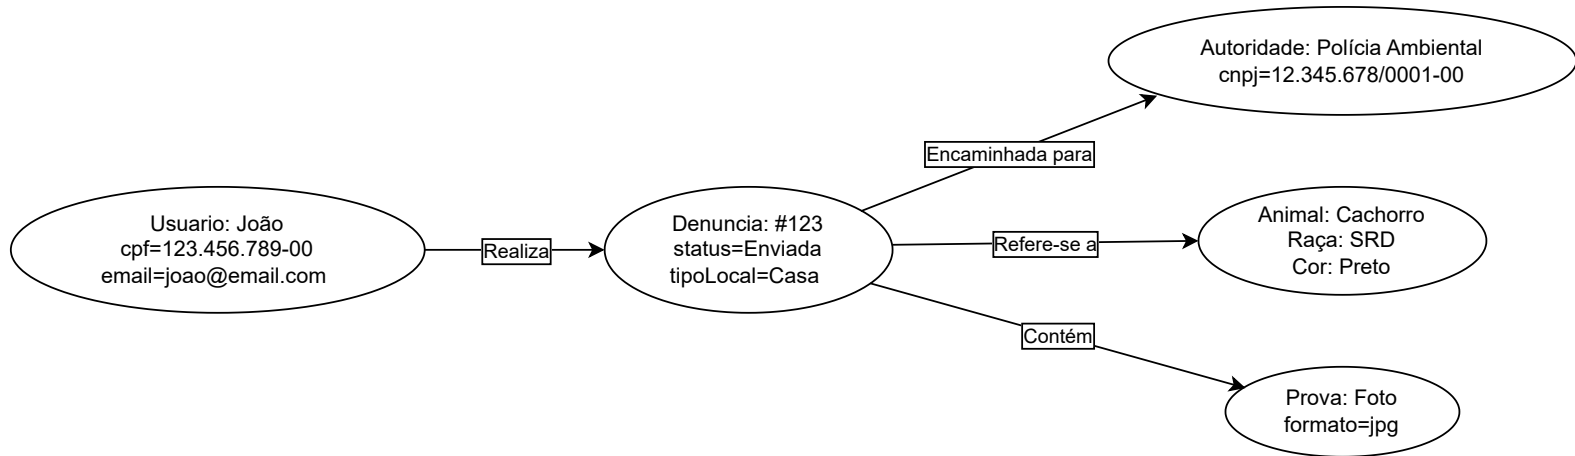 Autoridade: Polícia Ambiental
cnpj=12.345.678/0001-00
Encaminhada para
Usuario: João
cpf=123.456.789-00
email=joao@email.com
Realiza
Denuncia: #123
status=Enviada
tipoLocal=Casa
Refere-se a
Animal: Cachorro
Raça: SRD
Cor: Preto
Contém
Prova: Foto
formato=jpg